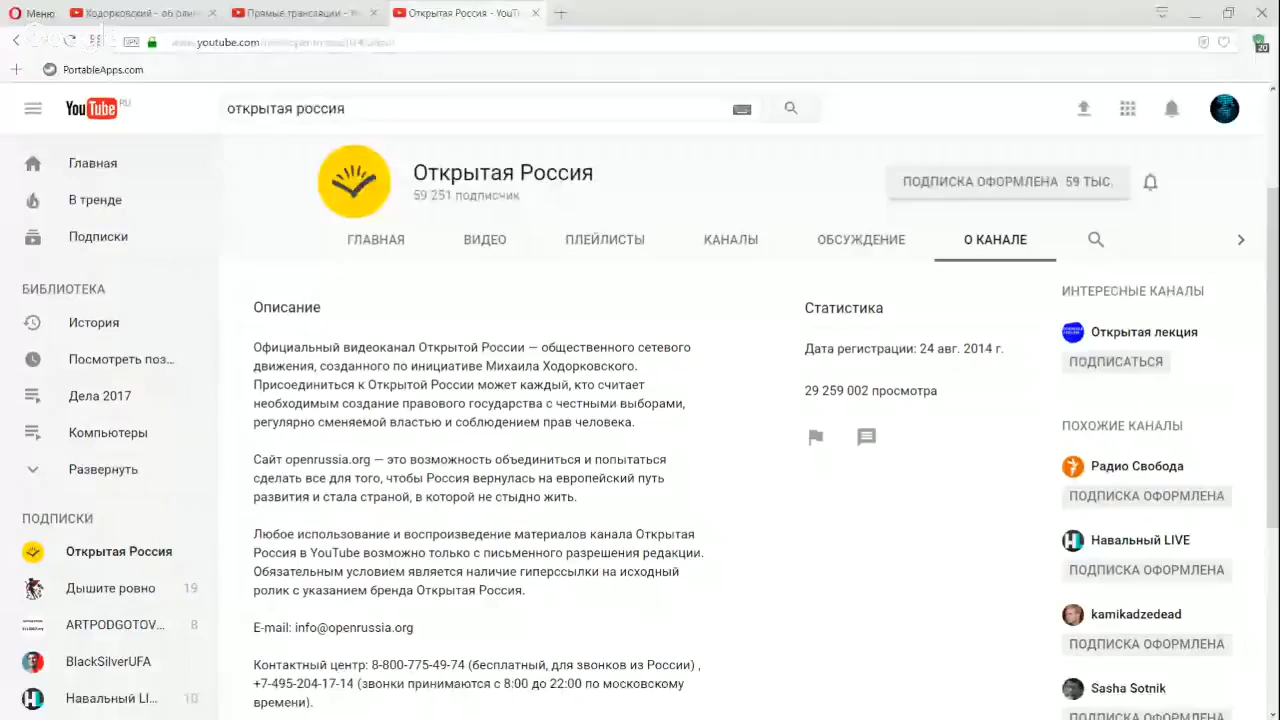 Меню
Ходорковский - об
Прямые трансляции -
Открытая Россия - YouT
VPN
www.youtube.com
20
PortableApps.com
YouTube RU
открытая россия
Главная
В тренде
Подписки
БИБЛИОТЕКА
История
Посмотреть поз...
Дела 2017
Компьютеры
Развернуть
ПОДПИСКИ
Открытая Россия
Дышите ровно 19
ARTPODGOTOV... 8
BlackSilverUFA
Навальный LI... 10
Открытая Россия
59 251 подписчик
ПОДПИСКА ОФОРМЛЕНА 59 ТЫС.
ГЛАВНАЯ ВИДЕО ПЛЕЙЛИСТЫ КАНАЛЫ ОБСУЖДЕНИЕ О КАНАЛЕ
Описание
Официальный видеоканал Открытой России — общественного сетевого
движения, созданного по инициативе Михаила Ходорковского.
Присоединиться к Открытой России может каждый, кто считает
необходимым создание правового государства с честными выборами,
регулярно сменяемой властью и соблюдением прав человека.
Сайт openrussia.org — это возможность объединиться и попытаться
сделать все для того, чтобы Россия вернулась на европейский путь
развития и стала страной, в которой не стыдно жить.
Любое использование и воспроизведение материалов канала Открытая
Россия в YouTube возможно только с письменного разрешения редакции.
Обязательным условием является наличие гиперссылки на исходный
ролик с указанием бренда Открытая Россия.
E-mail: info@openrussia.org
Контактный центр: 8-800-775-49-74 (бесплатный, для звонков из России) ,
+7-495-204-17-14 (звонки принимаются с 8:00 до 22:00 по московскому
времени).
Статистика
Дата регистрации: 24 авг. 2014 г.
29 259 002 просмотра
ИНТЕРЕСНЫЕ КАНАЛЫ
Открытая лекция
ПОДПИСАТЬСЯ
ПОХОЖИЕ КАНАЛЫ
Радио Свобода
ПОДПИСКА ОФОРМЛЕНА
Навальный LIVE
ПОДПИСКА ОФОРМЛЕНА
kamikadzedead
ПОДПИСКА ОФОРМЛЕНА
Sasha Sotnik
ПОДПИСКА ОФОРМЛЕНА